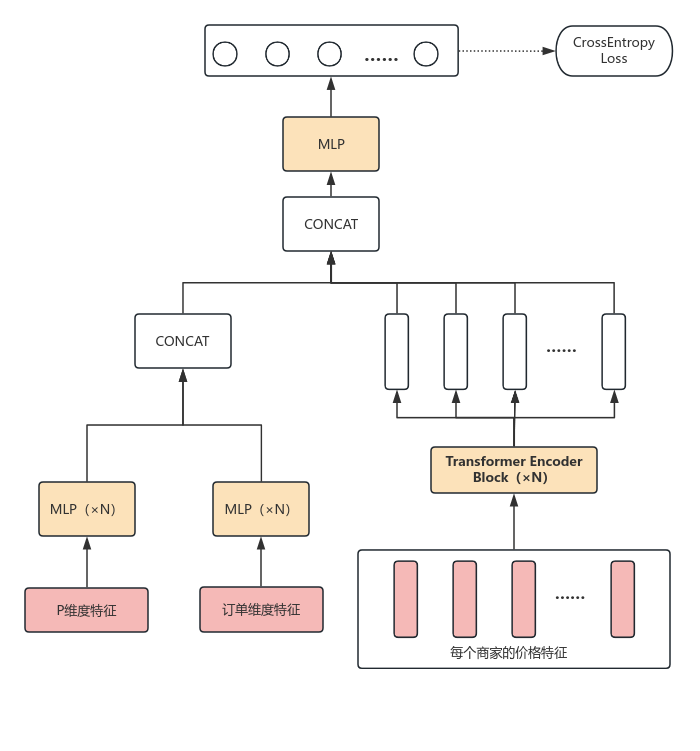 CrossEntropy
Loss
......
MLP
CONCAT
CONCAT
......
Transformer Encoder
Block（×N）
MLP（×N）
MLP（×N）
P维度特征
订单维度特征
......
每个商家的价格特征